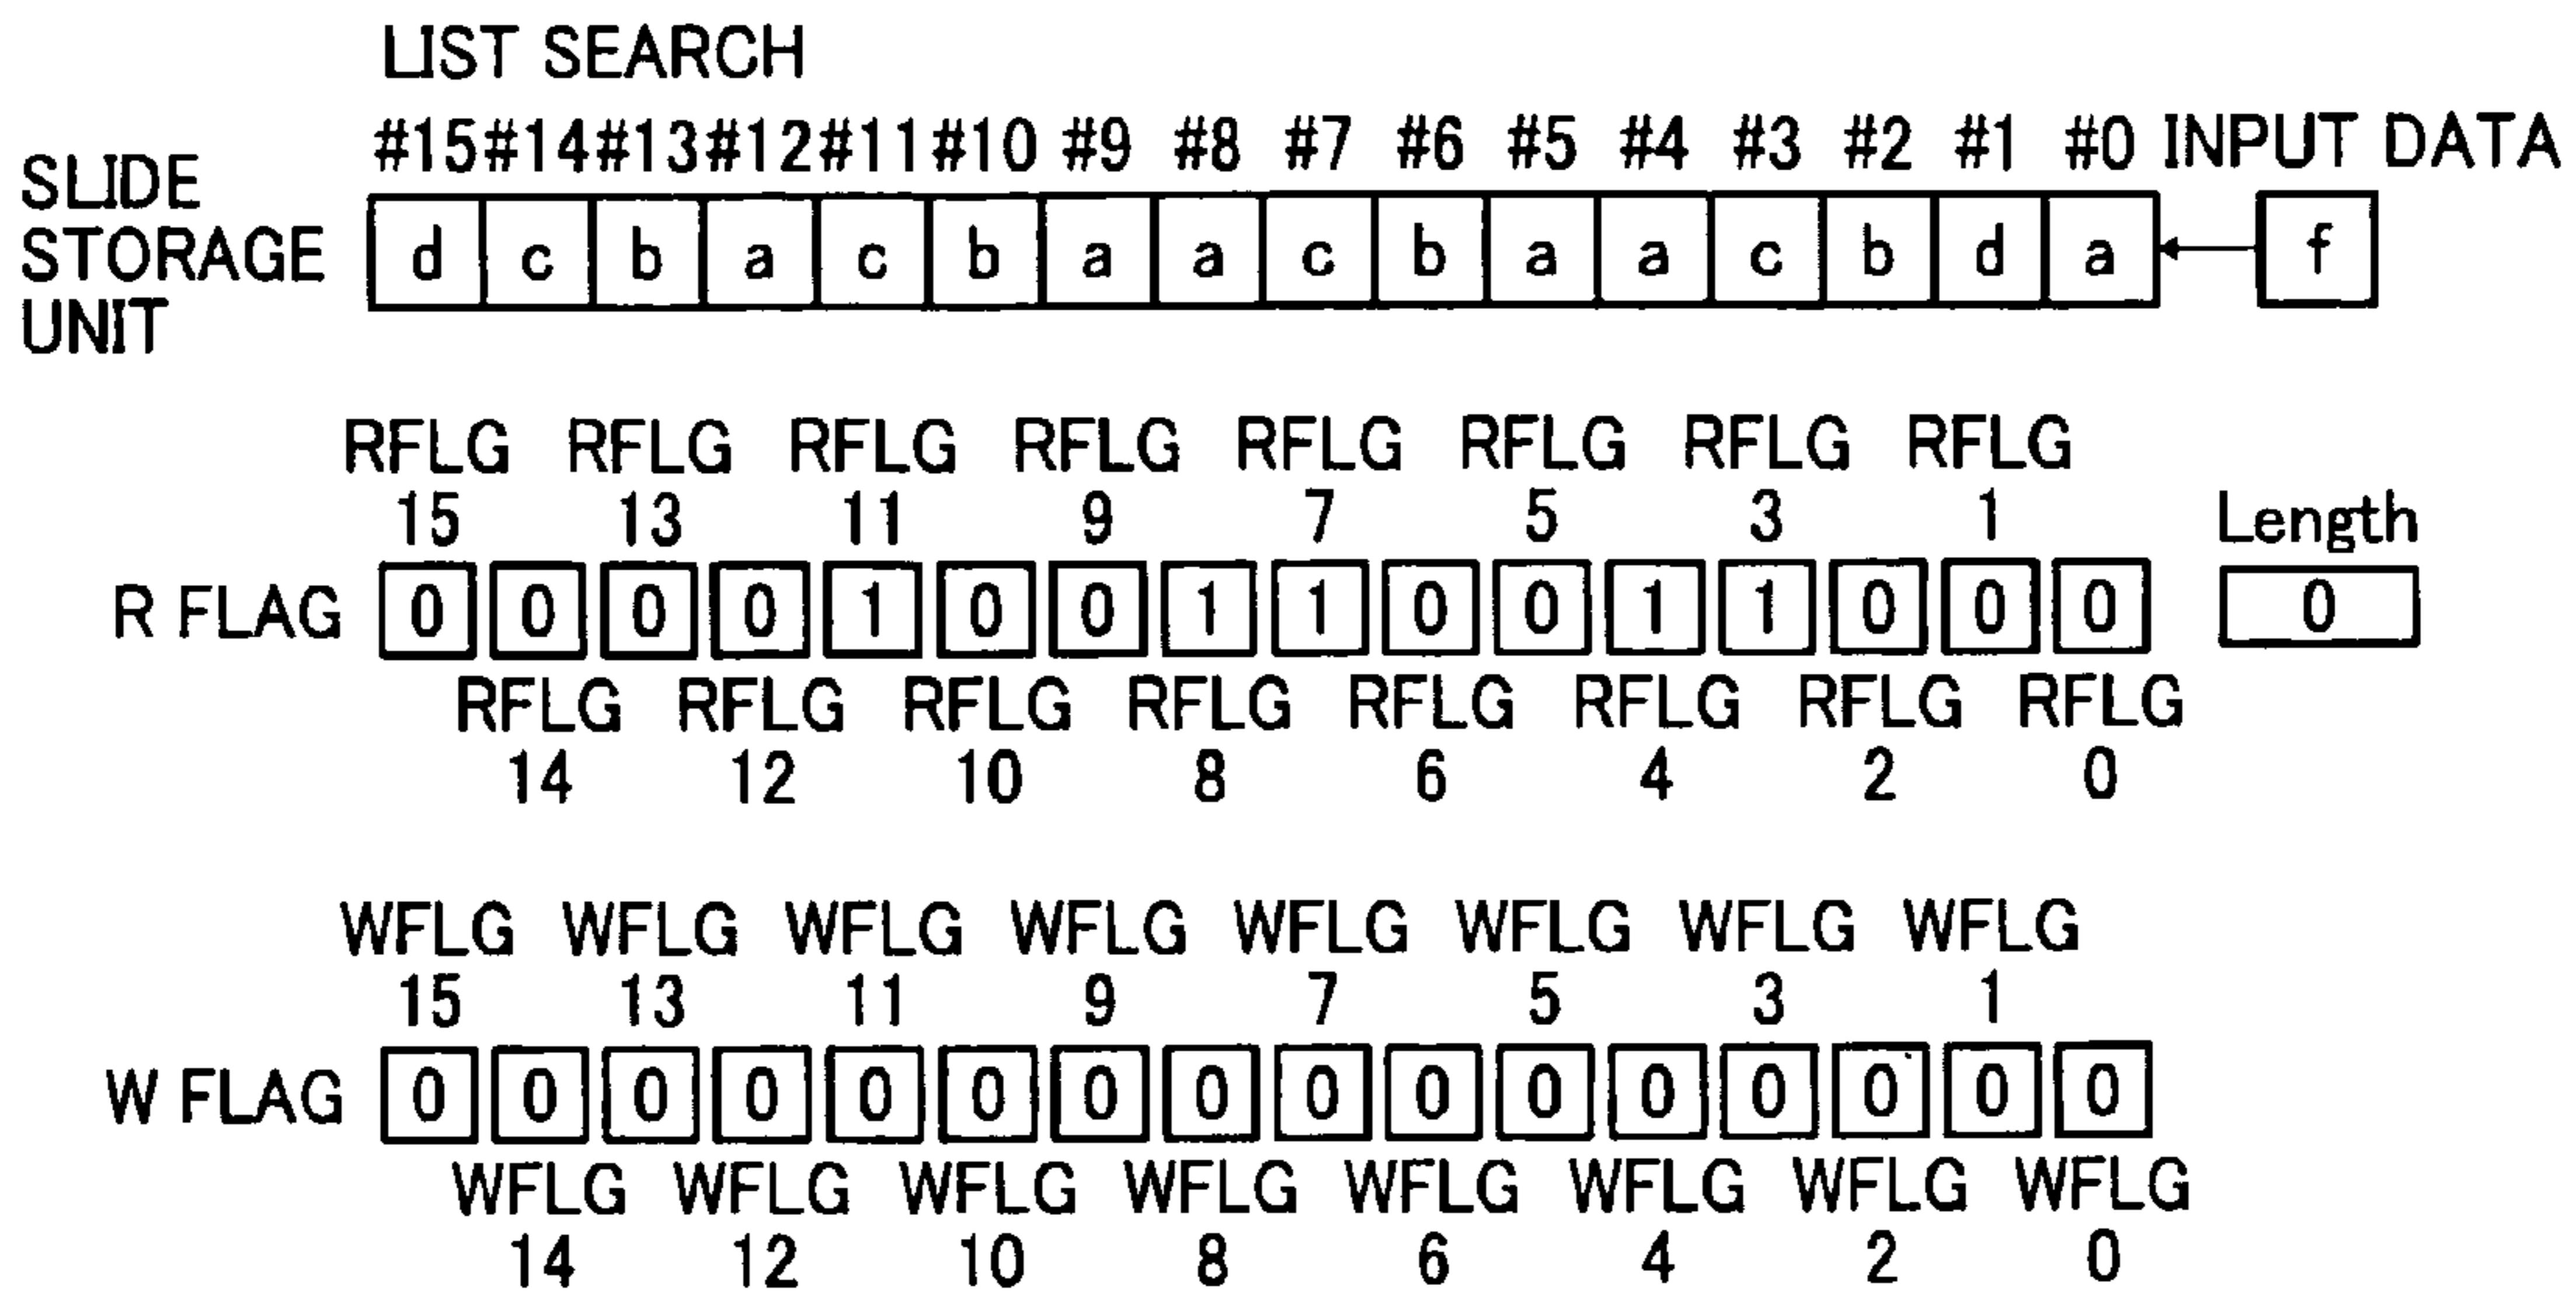 LIST SEARCH
#15 #14 #13 #12 #11 #10 #9 #8 #7 #6 #5 #4 #3 #2 #1 #0 INPUT DATA
SLIDE STORAGE UNIT
d c b a c b a a c b a a c b d a f
RFLG RFLG RFLG RFLG RFLG RFLG RFLG RFLG
15 13 11 9 7 5 3 1 Length
R FLAG 0 0 0 0 1 0 0 1 1 0 0 1 1 0 0 0 0
RFLG RFLG RFLG RFLG RFLG RFLG RFLG RFLG
14 12 10 8 6 4 2 0
WFLG WFLG WFLG WFLG WFLG WFLG WFLG WFLG
15 13 11 9 7 5 3 1
W FLAG 0 0 0 0 0 0 0 0 0 0 0 0 0 0 0 0
WFLG WFLG WFLG WFLG WFLG WFLG WFLG WFLG
14 12 10 8 6 4 2 0